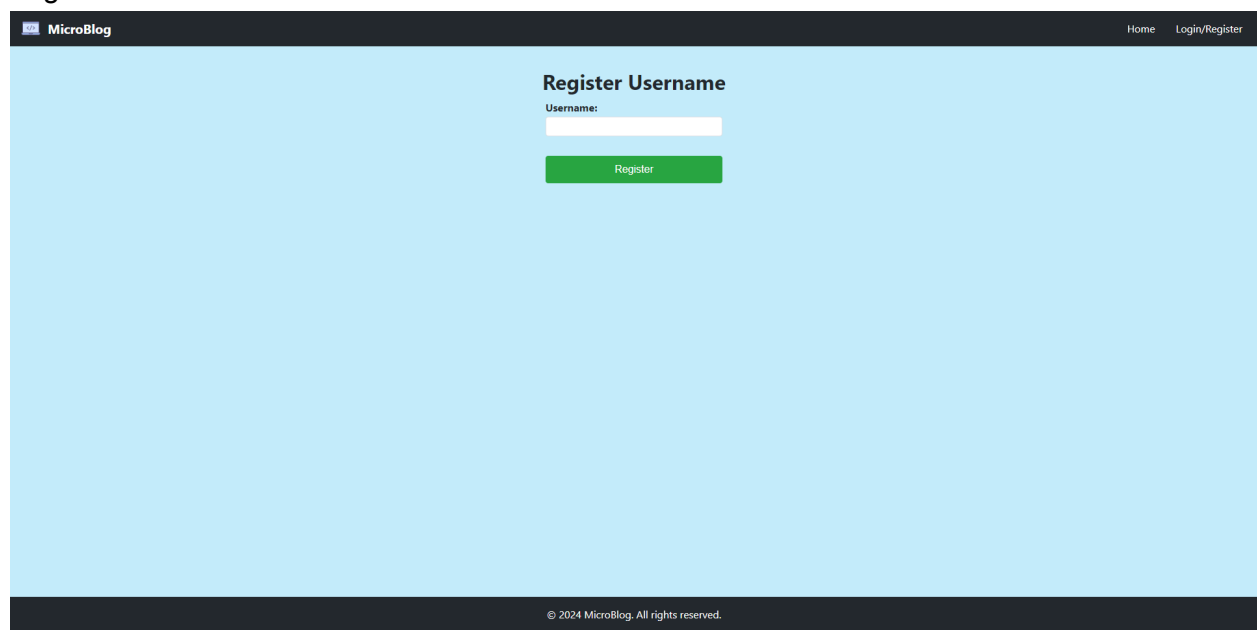 MicroBlog
Home Login/Register
Register Username
Username:
Register
© 2024 MicroBlog. All rights reserved.